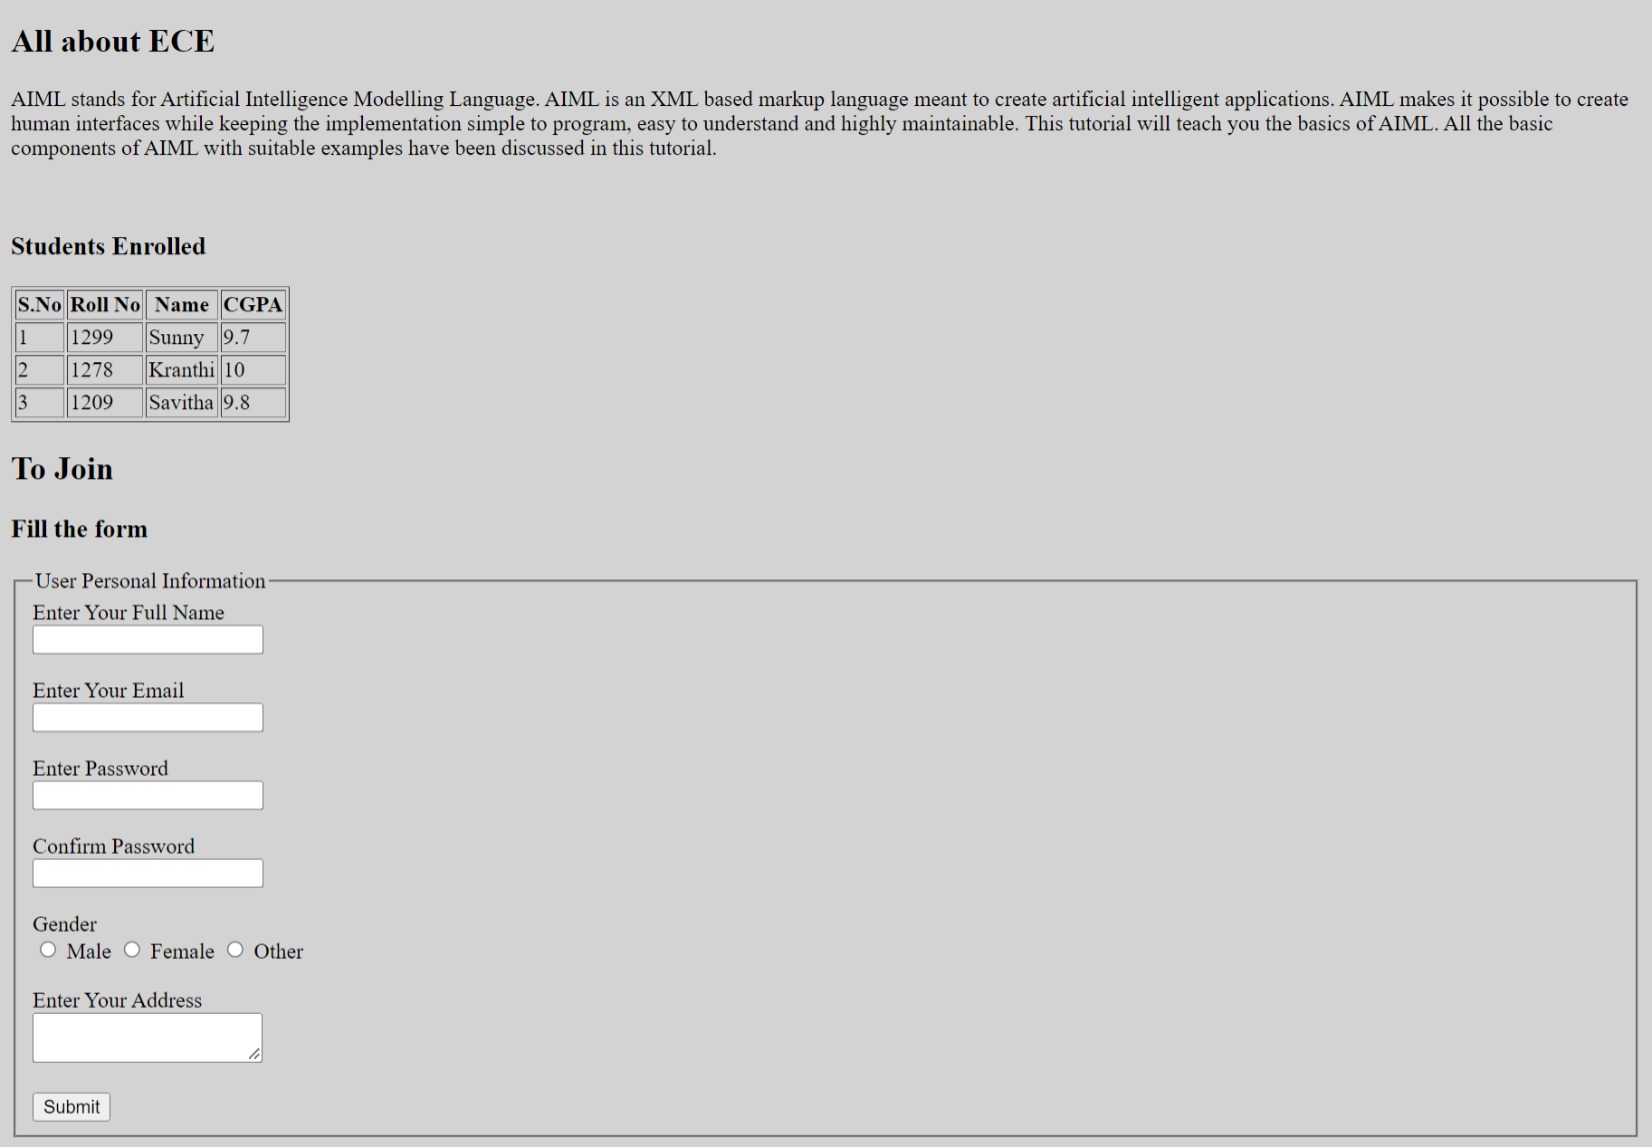 All about ECE
AIML stands for Artificial Intelligence Modelling Language. AIML is an XML based markup language meant to create artificial intelligent applications. AIML makes it possible to create
human interfaces while keeping the implementation simple to program, easy to understand and highly maintainable. This tutorial will teach you the basics of AIML. All the basic
components of AIML with suitable examples have been discussed in this tutorial.
Students Enrolled
S.No Roll No Name CGPA
1 1299 Sunny 9.7
2 1278 Kranthi 10
3 1209 Savitha 9.8
To Join
Fill the form
User Personal Information
Enter Your Full Name
Enter Your Email
Enter Password
Confirm Password
Gender
Male Female Other
Enter Your Address
Submit